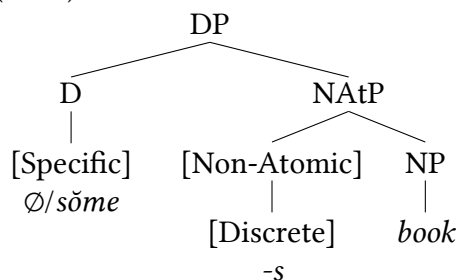 DP
D NAtP
[Specific] [Non-Atomic] NP
∅/sŏme [Discrete] book
-s